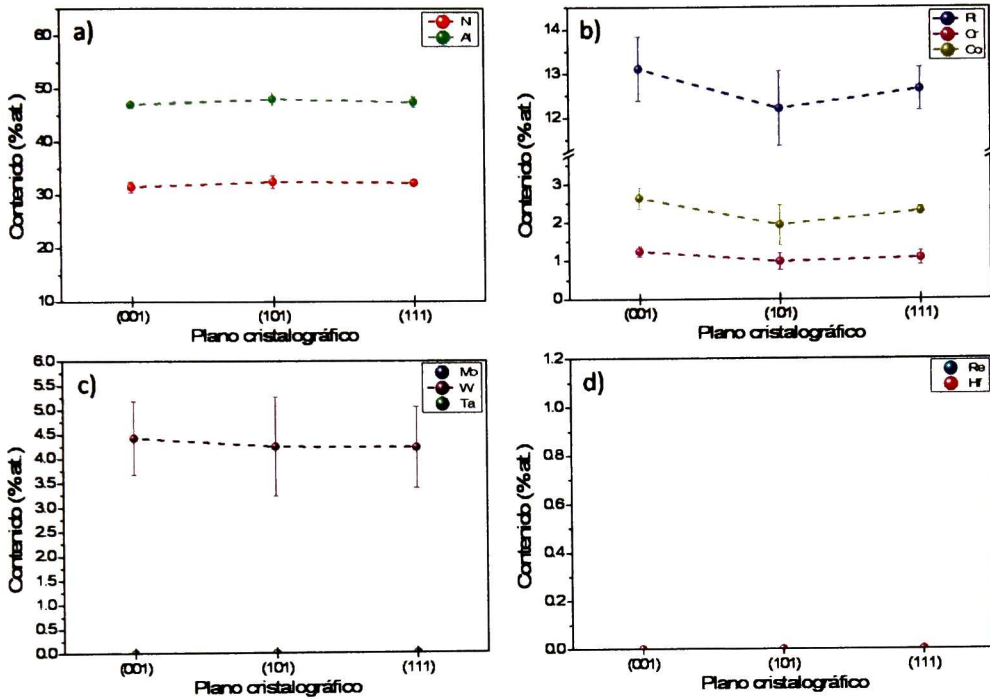 a)
Ni
Al
65
60
50
40
30
20
10
Contenido (% at.)
(001)
(101)
(111)
Plano cristalográfico
b)
Pt
Cr
Co
14
13
12
3
2
1
0
Contenido (% at.)
(001)
(101)
(111)
Plano cristalográfico
c)
Mo
W
Ta
6.0
5.5
5.0
4.5
4.0
3.5
3.0
2.5
2.0
1.5
1.0
0.5
0.0
Contenido (% at.)
(001)
(101)
(111)
Plano cristalográfico
d)
Re
Hf
1.2
1.0
0.8
0.6
0.4
0.2
0.2
0.0
Contenido (% at.)
(001)
(101)
(111)
Plano cristalográfico